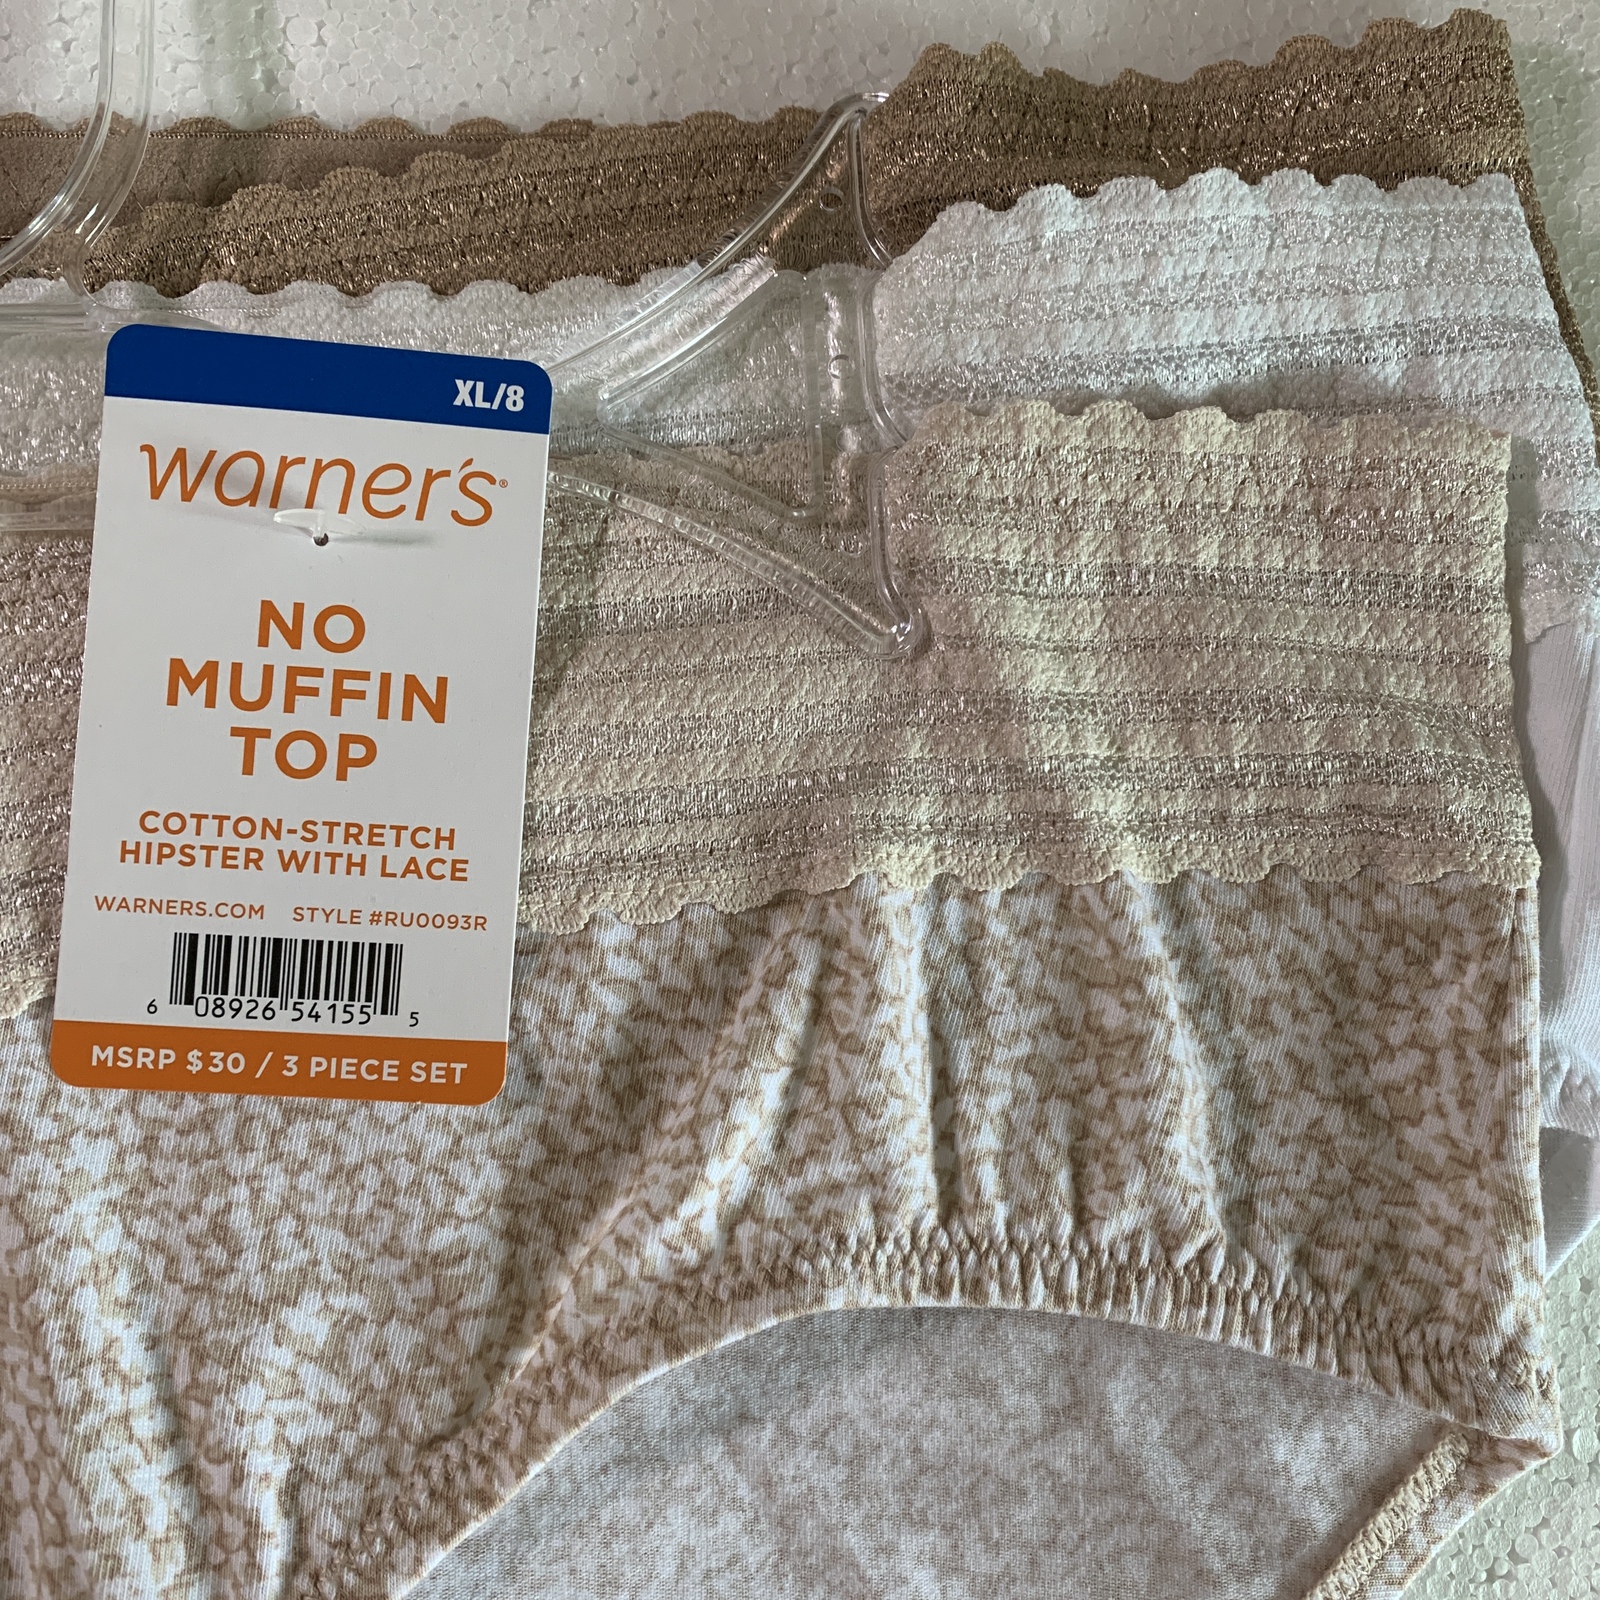 XL/8
warner's®
NO
MUFFIN
TOP
COTTON-STRETCH
HIPSTER WITH LACE
WARNERS.COM STYLE #RU0093R
6 08926 54155 5
MSRP $30 / 3 PIECE SET